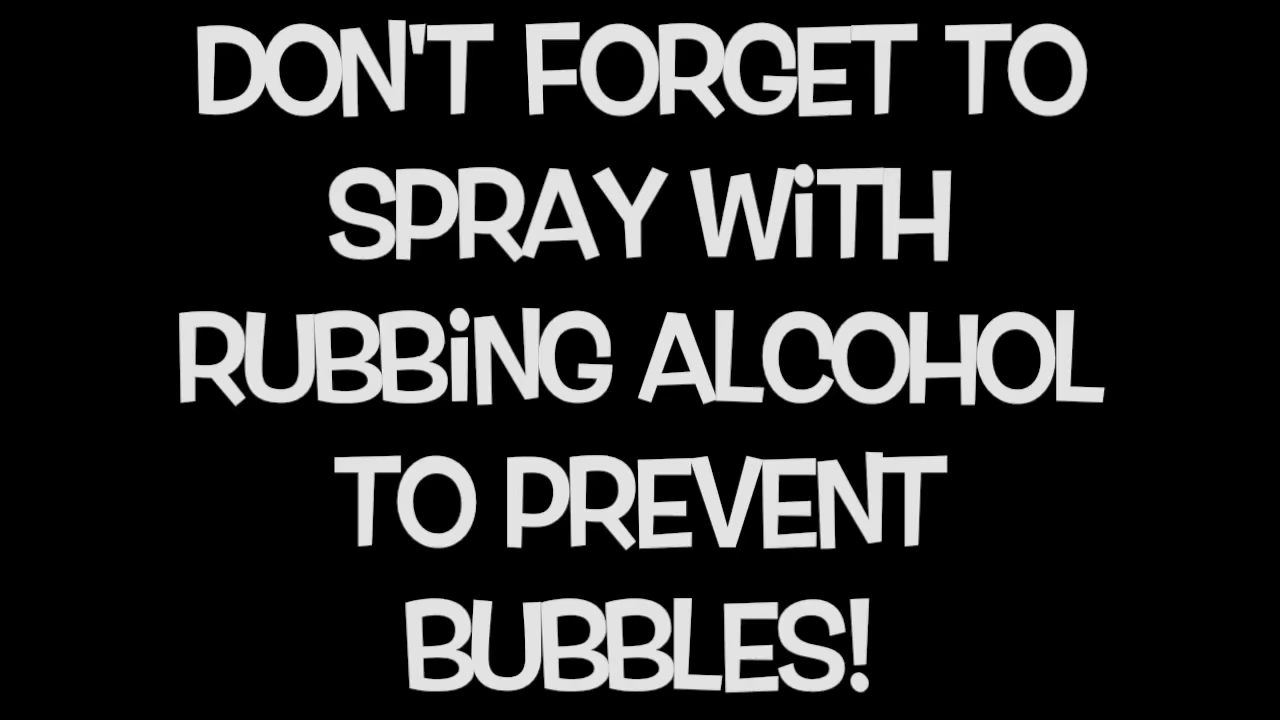 DON'T FORGET TO
SPRAY WiTH
RUBBiNG ALCOHOL
TO PREVENT
BUBBLES!